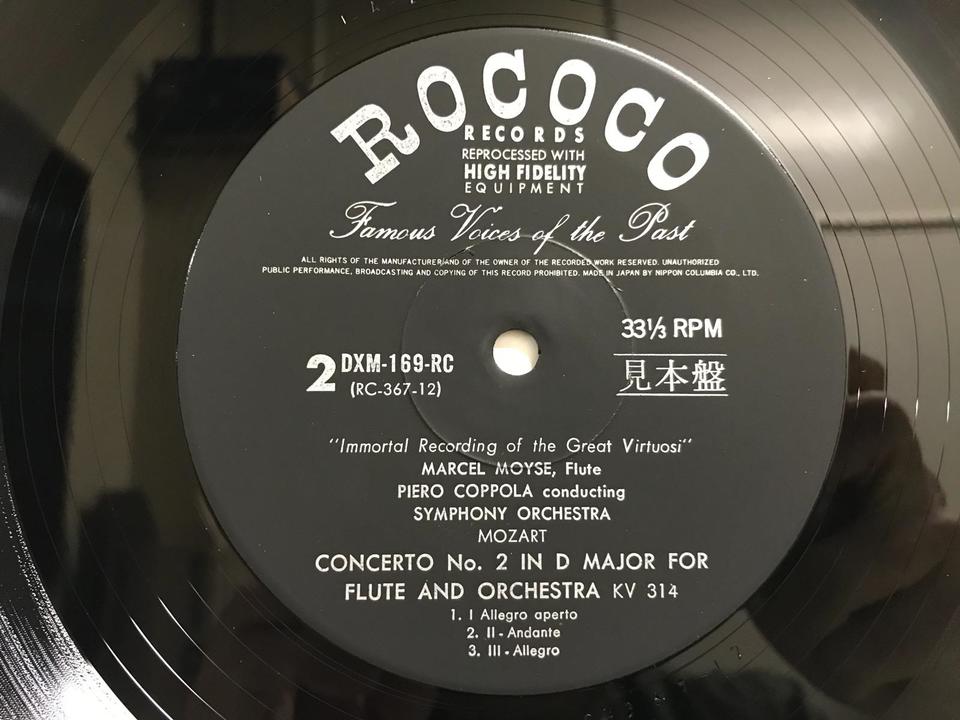 ROCOCO
RECORDS
REPROCESSED WITH
HIGH FIDELITY
EQUIPMENT
Famous Voices of the Past
ALL RIGHTS OF THE MANUFACTURER/AND OF THE OWNER OF THE RECORDED WORK RESERVED. UNAUTHORIZED
PUBLIC PERFORMANCE, BROADCASTING AND COPYING OF THIS RECORD PROHIBITED. MADE IN JAPAN BY NIPPON COLUMBIA CO., LTD.
33⅓ RPM
2 DXM-169-RC
(RC-367-12)
見本盤
"Immortal Recording of the Great Virtuosi"
MARCEL MOYSE, Flute
PIERO COPPOLA conducting
SYMPHONY ORCHESTRA
MOZART
CONCERTO No. 2 IN D MAJOR FOR
FLUTE AND ORCHESTRA KV 314
1. I Allegro aperto
2. II - Andante
3. III - Allegro